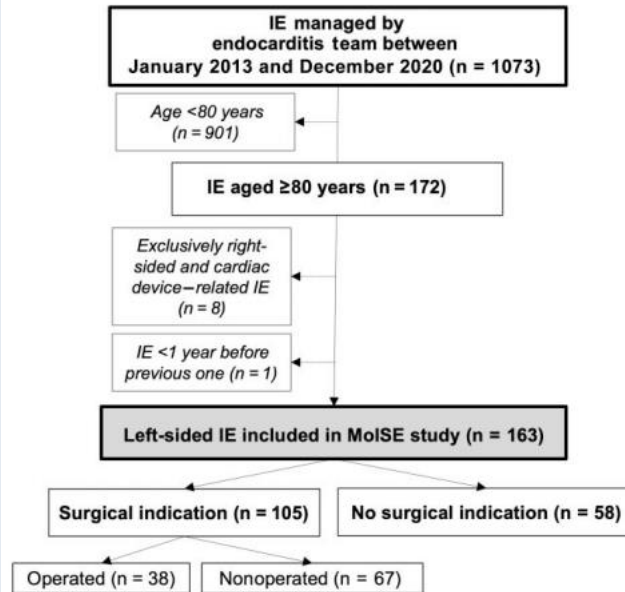 IE managed by
endocarditis team between
January 2013 and December 2020 (n = 1073)
Age <80 years
(n = 901)
IE aged ≥80 years (n = 172)
Exclusively right-
sided and cardiac
device–related IE
(n = 8)
IE <1 year before
previous one (n = 1)
Left-sided IE included in MoISE study (n = 163)
Surgical indication (n = 105)
No surgical indication (n = 58)
Operated (n = 38)
Nonoperated (n = 67)